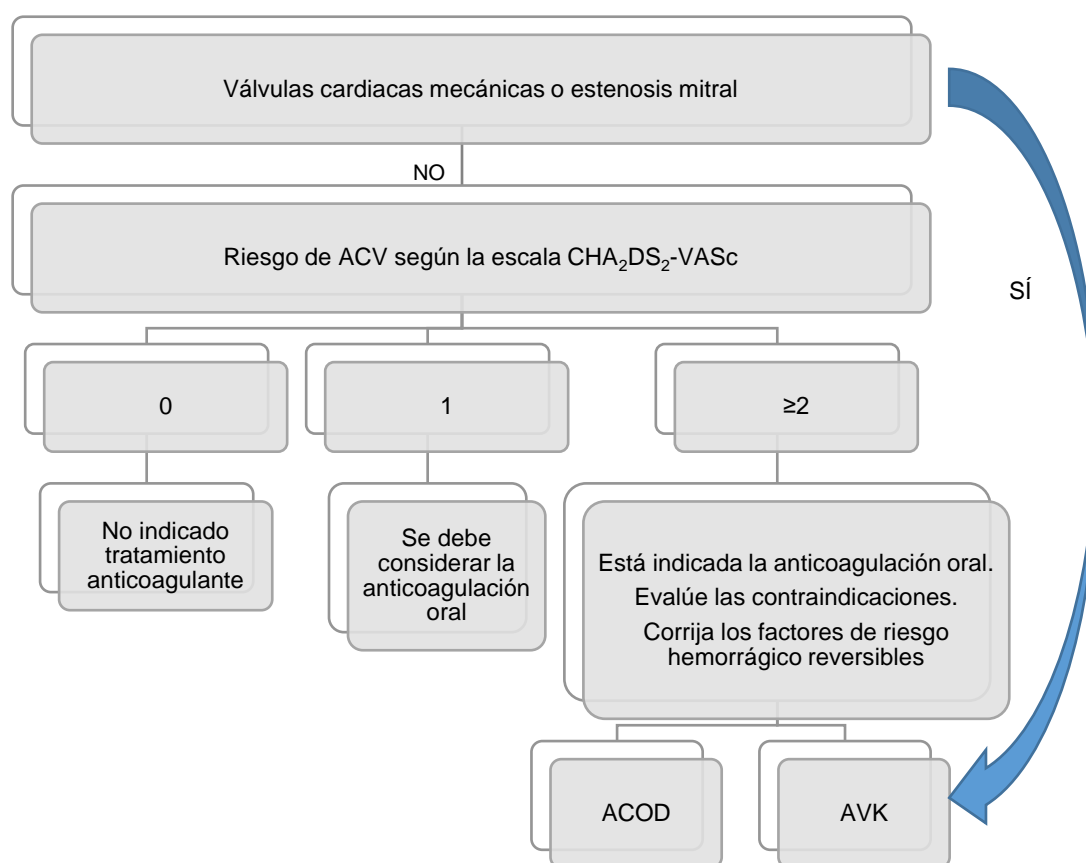 Válvulas cardiacas mecánicas o estenosis mitral
NO
Riesgo de ACV según la escala CHA₂DS₂-VASc
SÍ
0
1
≥2
No indicado
tratamiento
anticoagulante
Se debe
considerar la
anticoagulación
oral
Está indicada la anticoagulación oral.
Evalúe las contraindicaciones.
Corrija los factores de riesgo
hemorrágico reversibles
ACOD
AVK